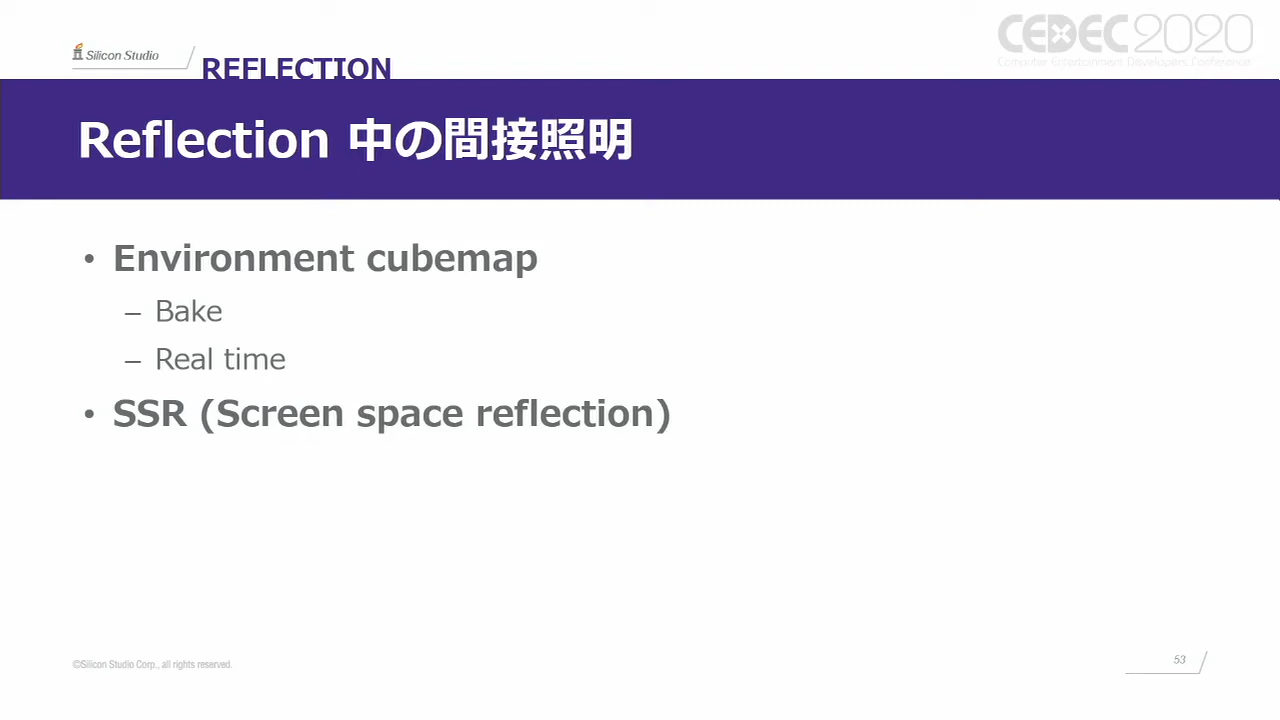 Silicon Studio
REFLECTION
CEDEC2020
Computer Entertainment Developers Conference
Reflection 中の間接照明
• Environment cubemap
– Bake
– Real time
• SSR (Screen space reflection)
©Silicon Studio Corp., all rights reserved.
53